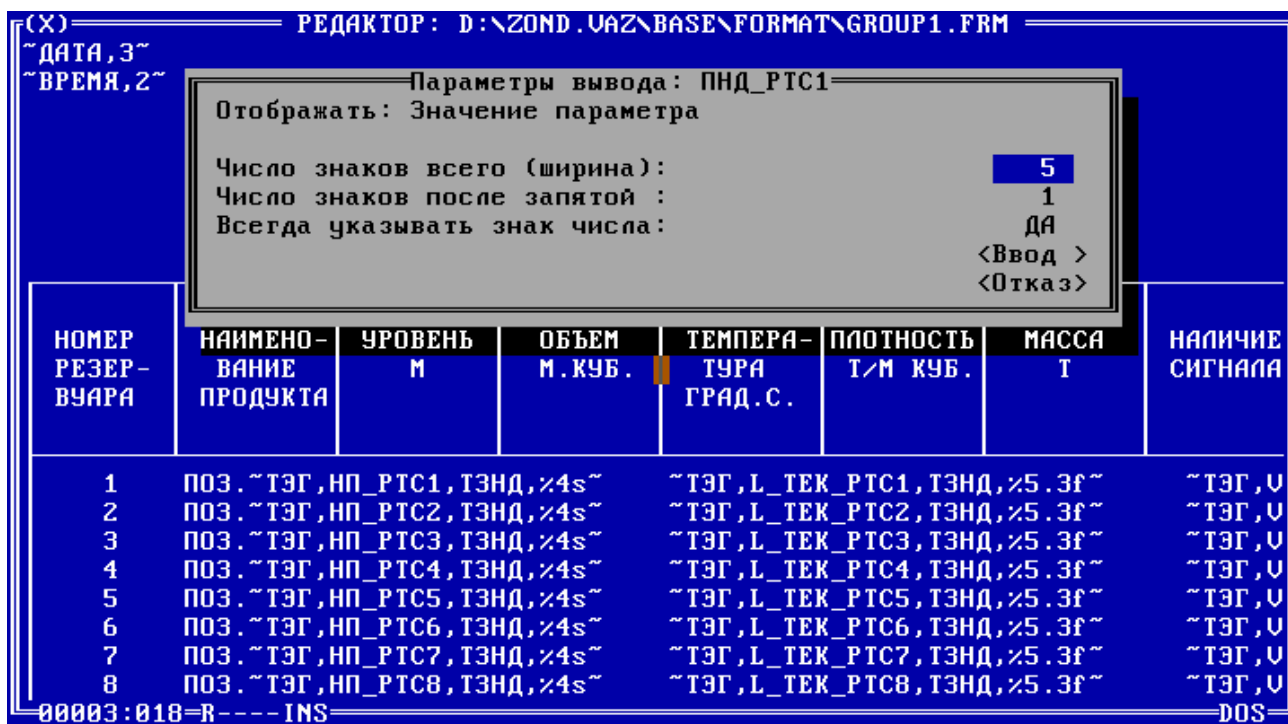 (X) РЕДАКТОР: D:\ZOND.VAZ\BASE\FORMAT\GROUP1.FRM
~ДАТА,3~
~ВРЕМЯ,2~
Параметры вывода: ПНД_РТС1
Отображать: Значение параметра
Число знаков всего (ширина): 5
Число знаков после запятой : 1
Всегда указывать знак числа: ДА
<Ввод >
<Отказ>
НОМЕР НАИМЕНО- УРОВЕНЬ ОБЪЕМ ТЕМПЕРА- ПЛОТНОСТЬ МАССА НАЛИЧИЕ
РЕЗЕР- ВАНИЕ М М.КУБ. ТУРА Т/М КУБ. Т СИГНАЛА
ВУАРА ПРОДУКТА ГРАД.С.
1 ПОЗ.~ТЭГ,НП_РТС1,ТЗНД,%4s~ ~ТЭГ,L_ТЕК_РТС1,ТЗНД,%5.3f~ ~ТЭГ,V
2 ПОЗ.~ТЭГ,НП_РТС2,ТЗНД,%4s~ ~ТЭГ,L_ТЕК_РТС2,ТЗНД,%5.3f~ ~ТЭГ,V
3 ПОЗ.~ТЭГ,НП_РТС3,ТЗНД,%4s~ ~ТЭГ,L_ТЕК_РТС3,ТЗНД,%5.3f~ ~ТЭГ,V
4 ПОЗ.~ТЭГ,НП_РТС4,ТЗНД,%4s~ ~ТЭГ,L_ТЕК_РТС4,ТЗНД,%5.3f~ ~ТЭГ,V
5 ПОЗ.~ТЭГ,НП_РТС5,ТЗНД,%4s~ ~ТЭГ,L_ТЕК_РТС5,ТЗНД,%5.3f~ ~ТЭГ,V
6 ПОЗ.~ТЭГ,НП_РТС6,ТЗНД,%4s~ ~ТЭГ,L_ТЕК_РТС6,ТЗНД,%5.3f~ ~ТЭГ,V
7 ПОЗ.~ТЭГ,НП_РТС7,ТЗНД,%4s~ ~ТЭГ,L_ТЕК_РТС7,ТЗНД,%5.3f~ ~ТЭГ,V
8 ПОЗ.~ТЭГ,НП_РТС8,ТЗНД,%4s~ ~ТЭГ,L_ТЕК_РТС8,ТЗНД,%5.3f~ ~ТЭГ,V
00003:018=R----INS DOS